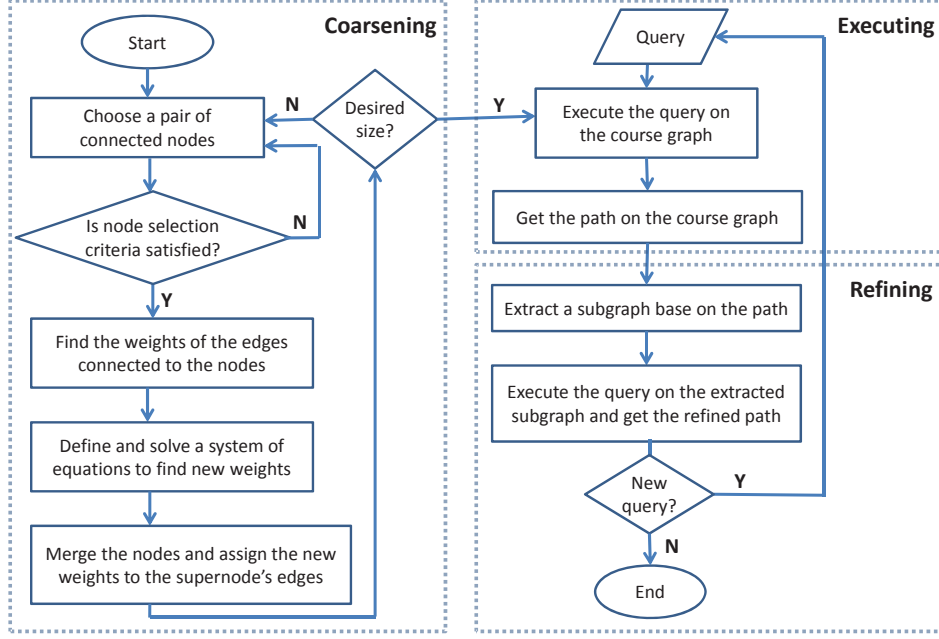 Coarsening
Start
Choose a pair of
connected nodes
N
Desired
size?
Y
Is node selection
criteria satisfied?
N
Y
Find the weights of the edges
connected to the nodes
Define and solve a system of
equations to find new weights
Merge the nodes and assign the new
weights to the supernode's edges
Executing
Query
Execute the query on
the course graph
Get the path on the course graph
Refining
Extract a subgraph base on the path
Execute the query on the extracted
subgraph and get the refined path
New
query?
Y
N
End